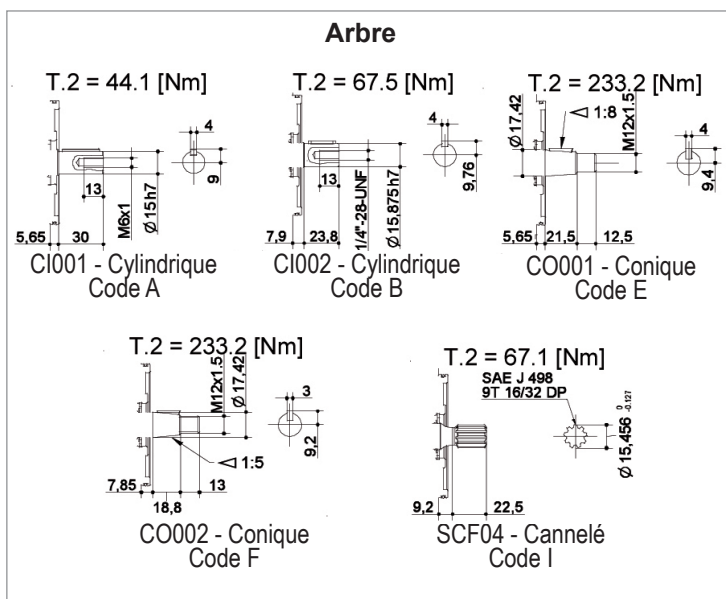 Arbre
T.2 = 44.1 [Nm]
4
9
13
M6x1
Ø15h7
5,65
30
CI001 - Cylindrique
Code A
T.2 = 67.5 [Nm]
4
9,76
13
1/4"-28-UNF
Ø15,875h7
7,9
23,8
CI002 - Cylindrique
Code B
T.2 = 233.2 [Nm]
Ø17,42
◁ 1:8
M12x1.5
4
9,4
5,65
21,5
12,5
CO001 - Conique
Code E
T.2 = 233.2 [Nm]
M12x1.5
Ø17,42
3
9,2
◁ 1:5
7,85
18,8
13
CO002 - Conique
Code F
T.2 = 67.1 [Nm]
SAE J 498
9T 16/32 DP
Ø15,456 0 -0.127
9,2
22,5
SCF04 - Cannelé
Code I